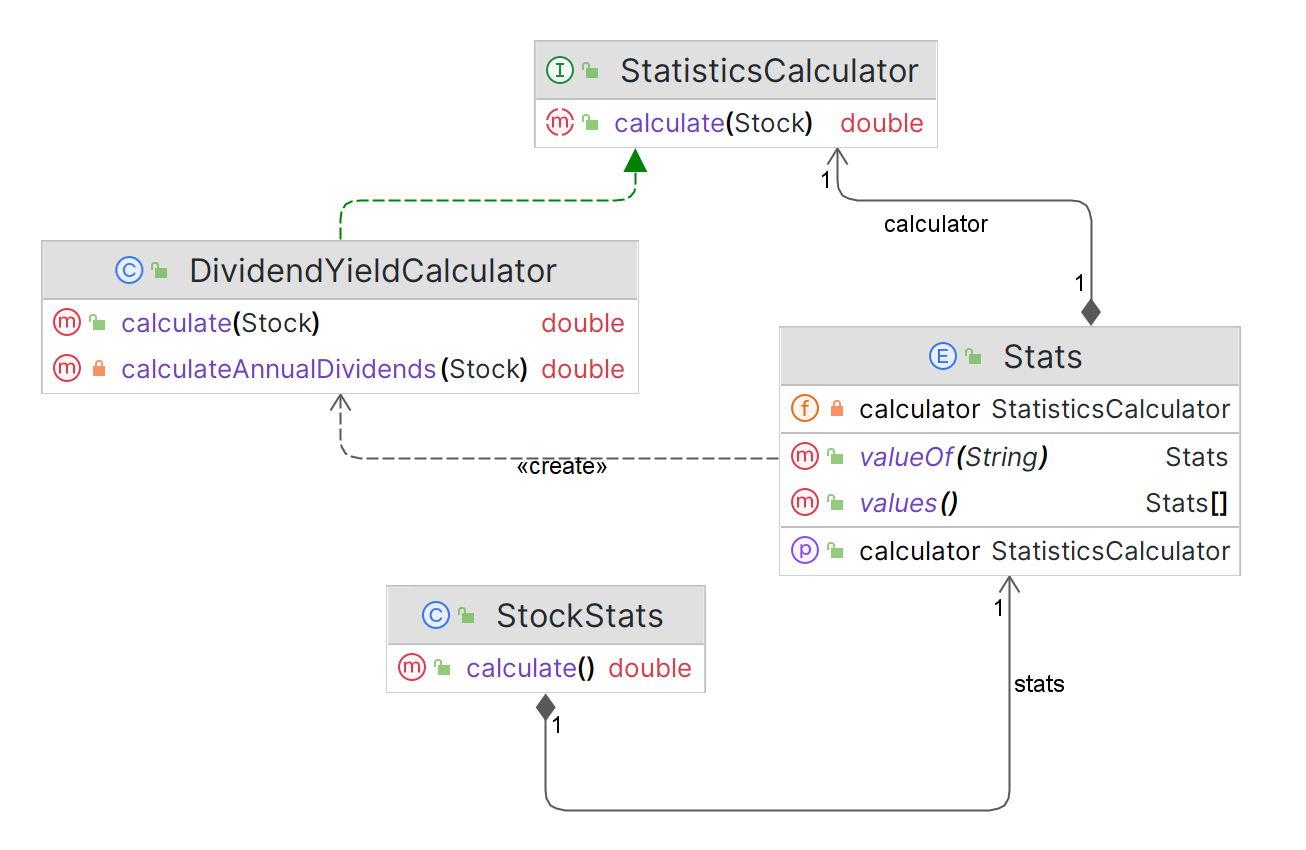 I StatisticsCalculator
m calculate(Stock) double
1
calculator
1
C DividendYieldCalculator
m calculate(Stock) double
m calculateAnnualDividends(Stock) double
«create»
E Stats
f calculator StatisticsCalculator
m valueOf(String) Stats
m values() Stats[]
p calculator StatisticsCalculator
C StockStats
m calculate() double
1
stats
1